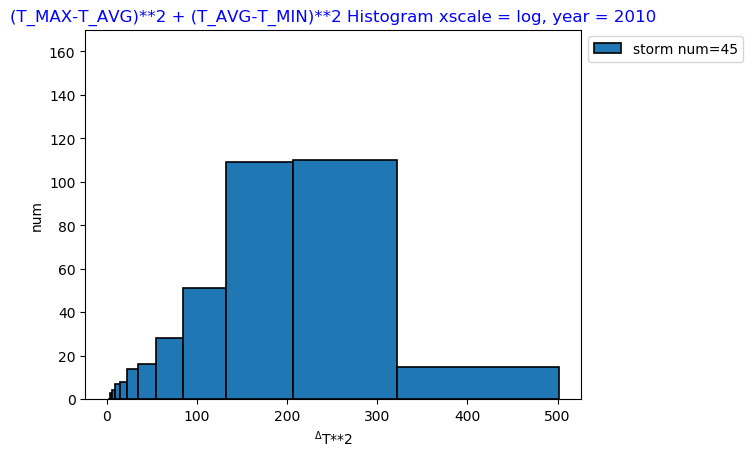 (T_MAX-T_AVG)**2 + (T_AVG-T_MIN)**2 Histogram xscale = log, year = 2010
storm num=45
160
140
120
100
80
60
40
20
0
num
0 100 200 300 400 500
ΔT**2